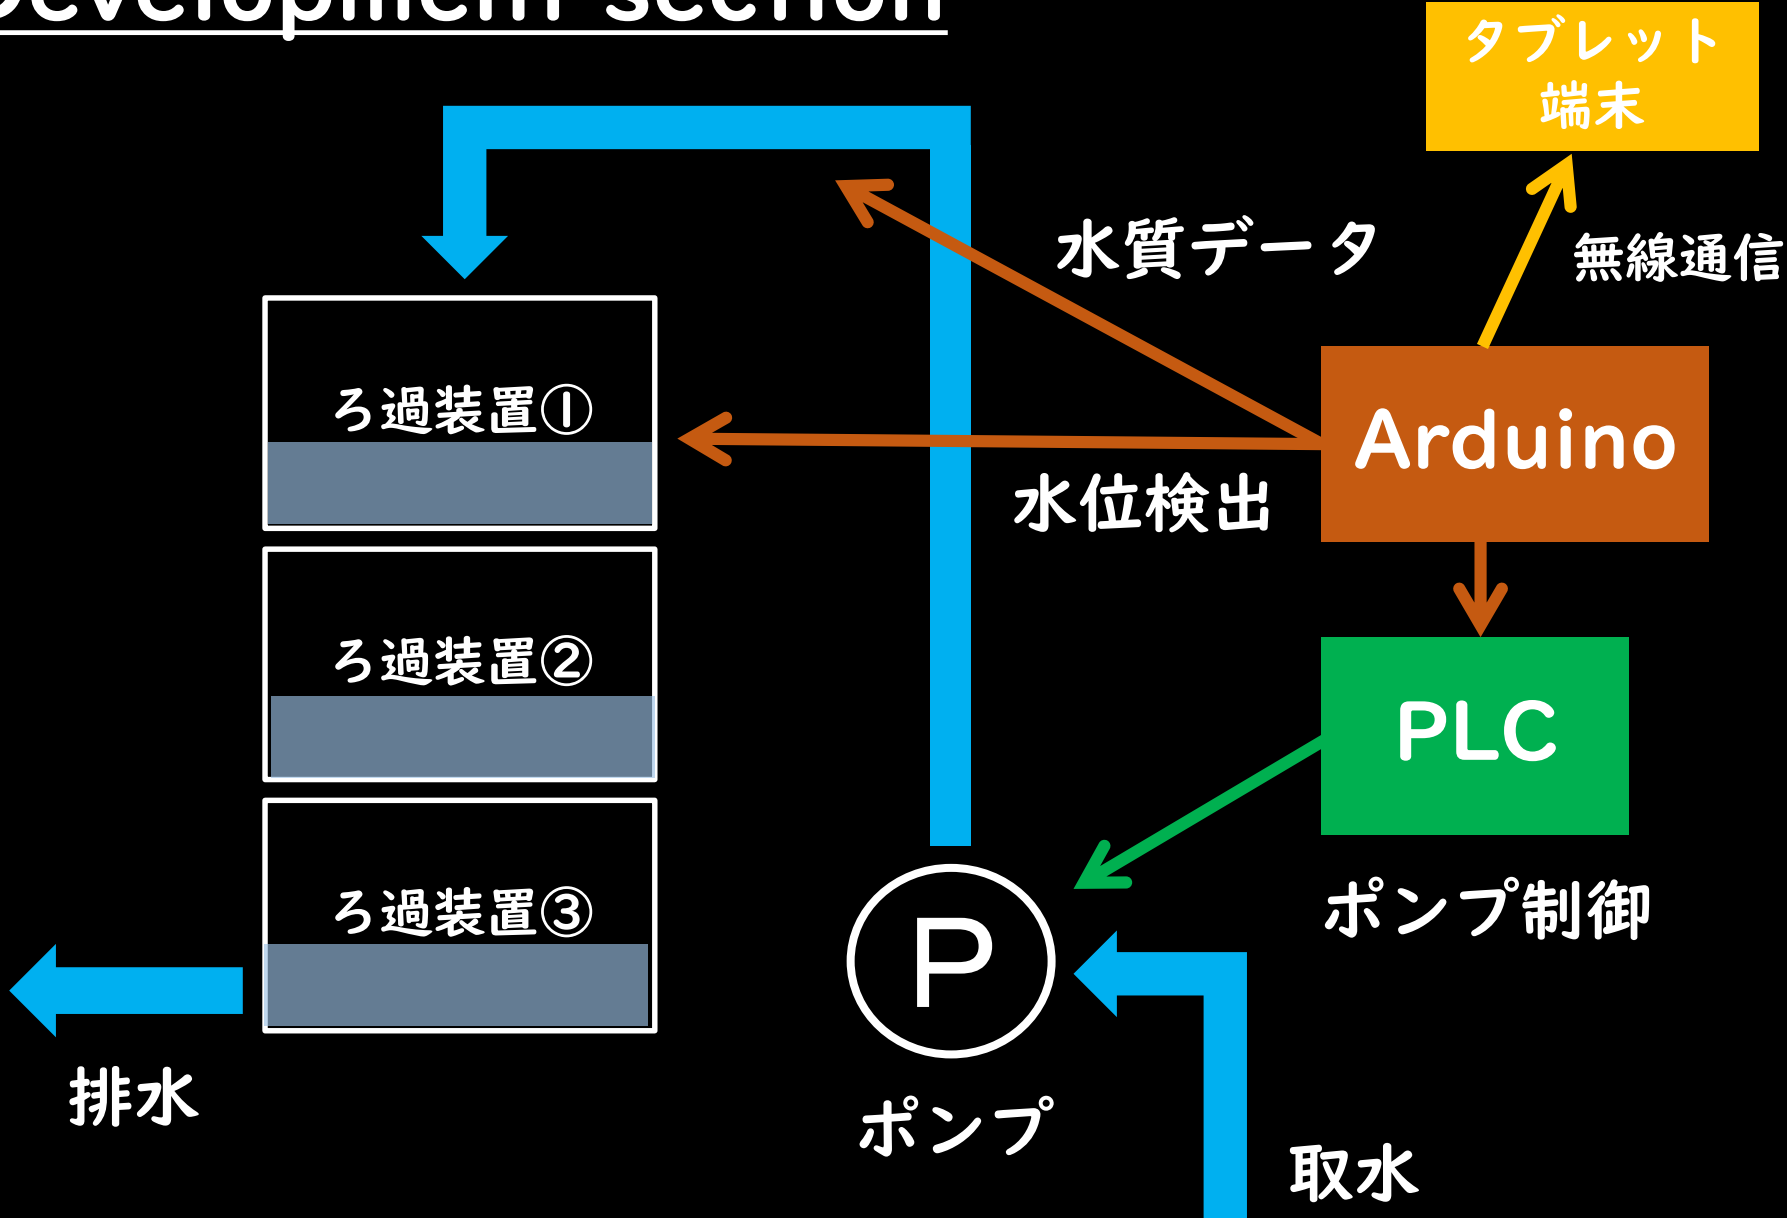 Development section
タブレット
端末
水質データ
無線通信
ろ過装置①
Arduino
水位検出
ろ過装置②
PLC
ろ過装置③
P
ポンプ制御
排水
ポンプ
取水